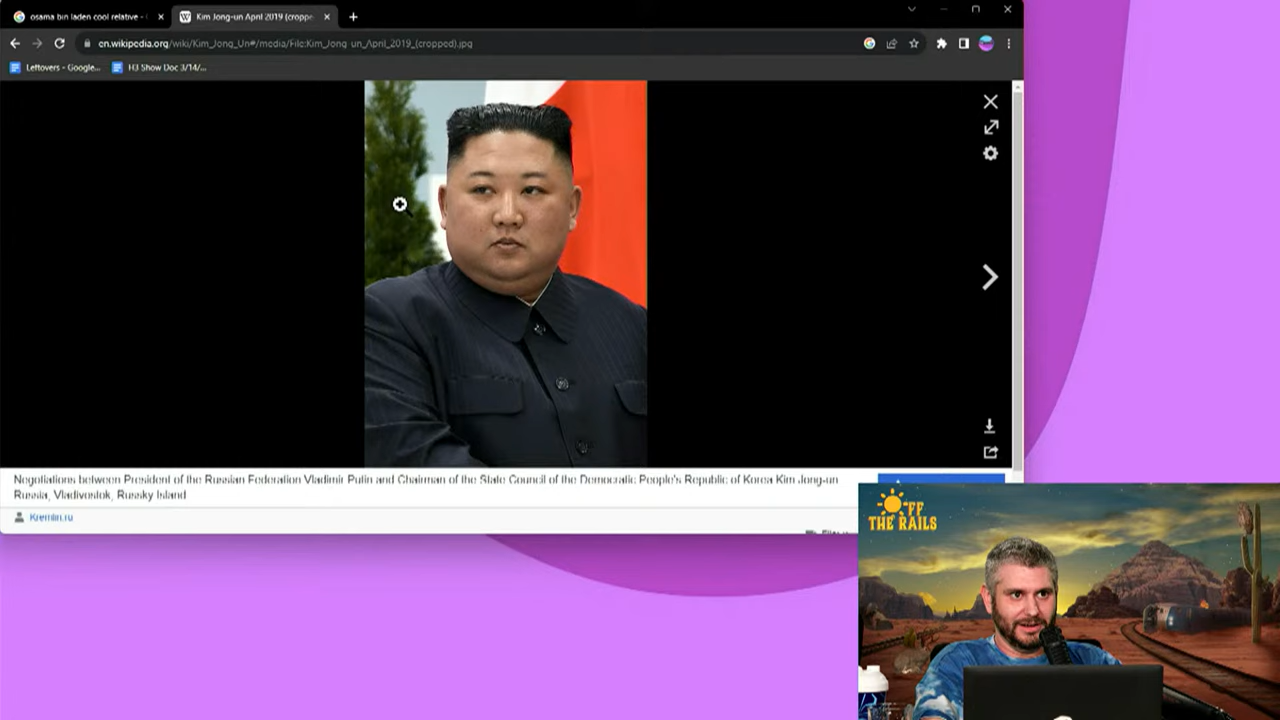 osama bin laden cool relative -
Kim Jong-un April 2019 (croppe
en.wikipedia.org/wiki/Kim_Jong_Un#/media/File:Kim_Jong-un_April_2019_(cropped).jpg
Leftovers - Google...
H3 Show Doc 3/14/...
Negotiations between President of the Russian Federation Vladimir Putin and Chairman of the State Council of the Democratic People's Republic of Korea Kim Jong-un
Russia, Vladivostok, Russky Island
Kremlin.ru
OFF
THE RAILS